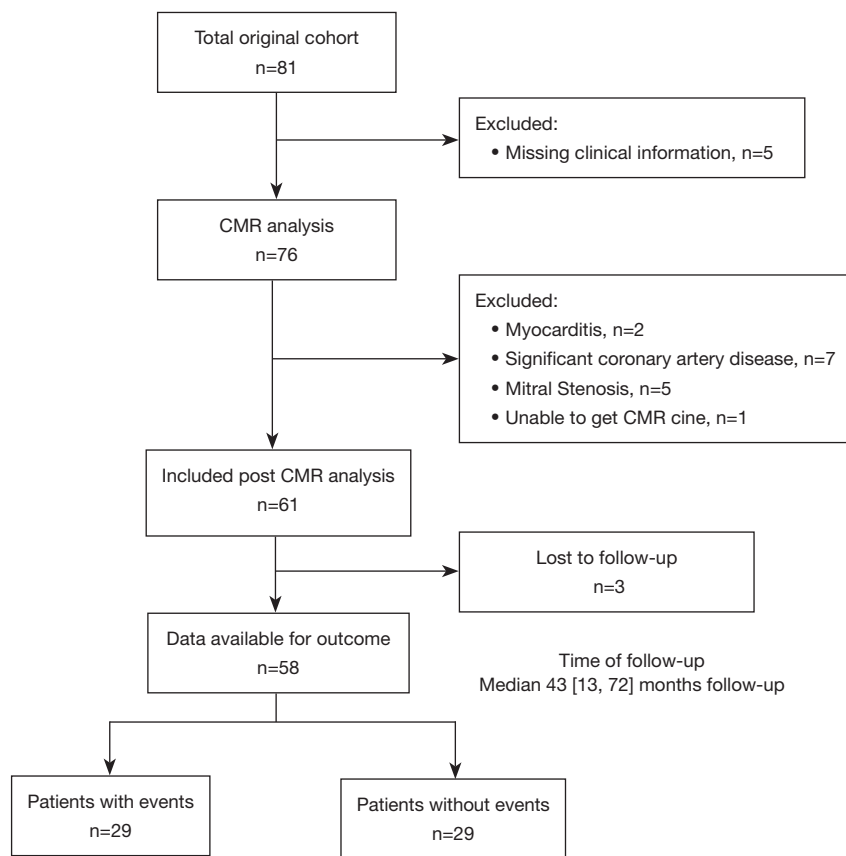 Total original cohort
n=81
Excluded:
• Missing clinical information, n=5
CMR analysis
n=76
Excluded:
• Myocarditis, n=2
• Significant coronary artery disease, n=7
• Mitral Stenosis, n=5
• Unable to get CMR cine, n=1
Included post CMR analysis
n=61
Lost to follow-up
n=3
Data available for outcome
n=58
Time of follow-up
Median 43 [13, 72] months follow-up
Patients with events
n=29
Patients without events
n=29